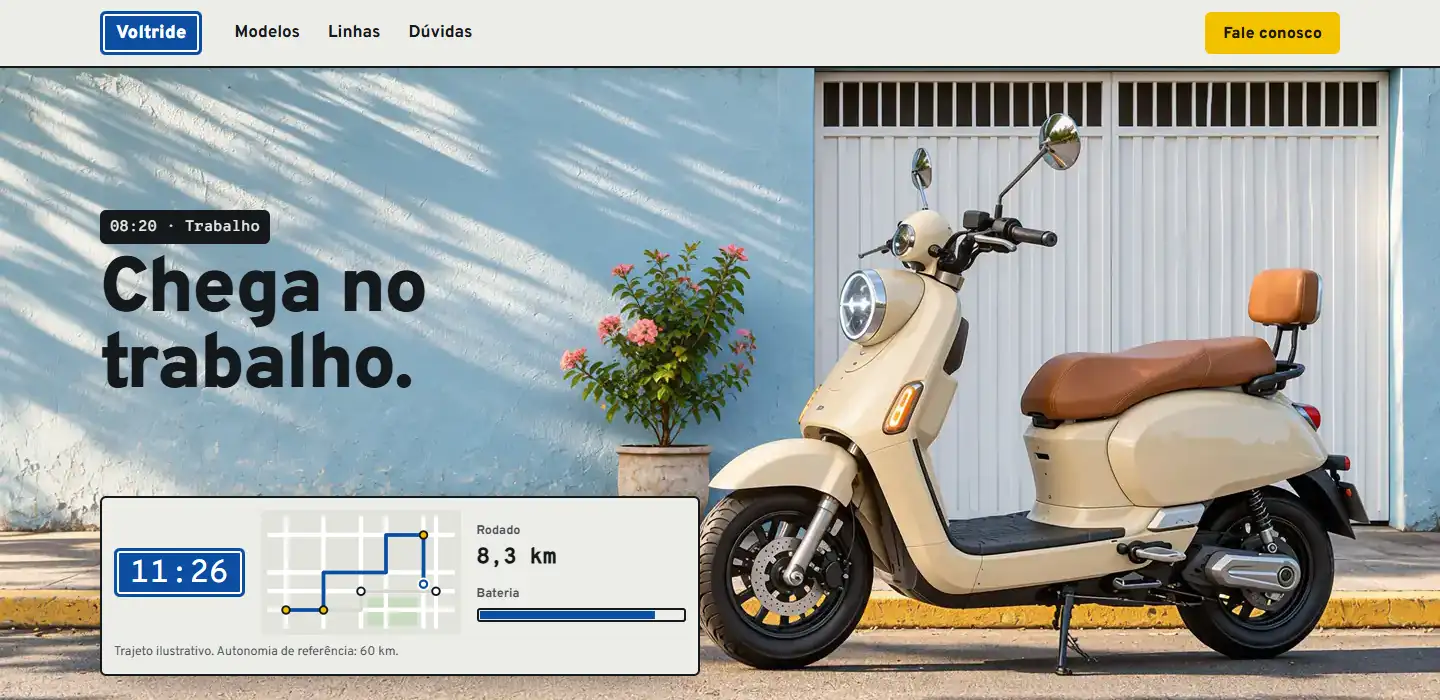 Voltride
Modelos
Linhas
Dúvidas
Fale conosco
08:20 · Trabalho
Chega no
trabalho.
11:26
Rodado
8,3 km
Bateria
Trajeto ilustrativo. Autonomia de referência: 60 km.